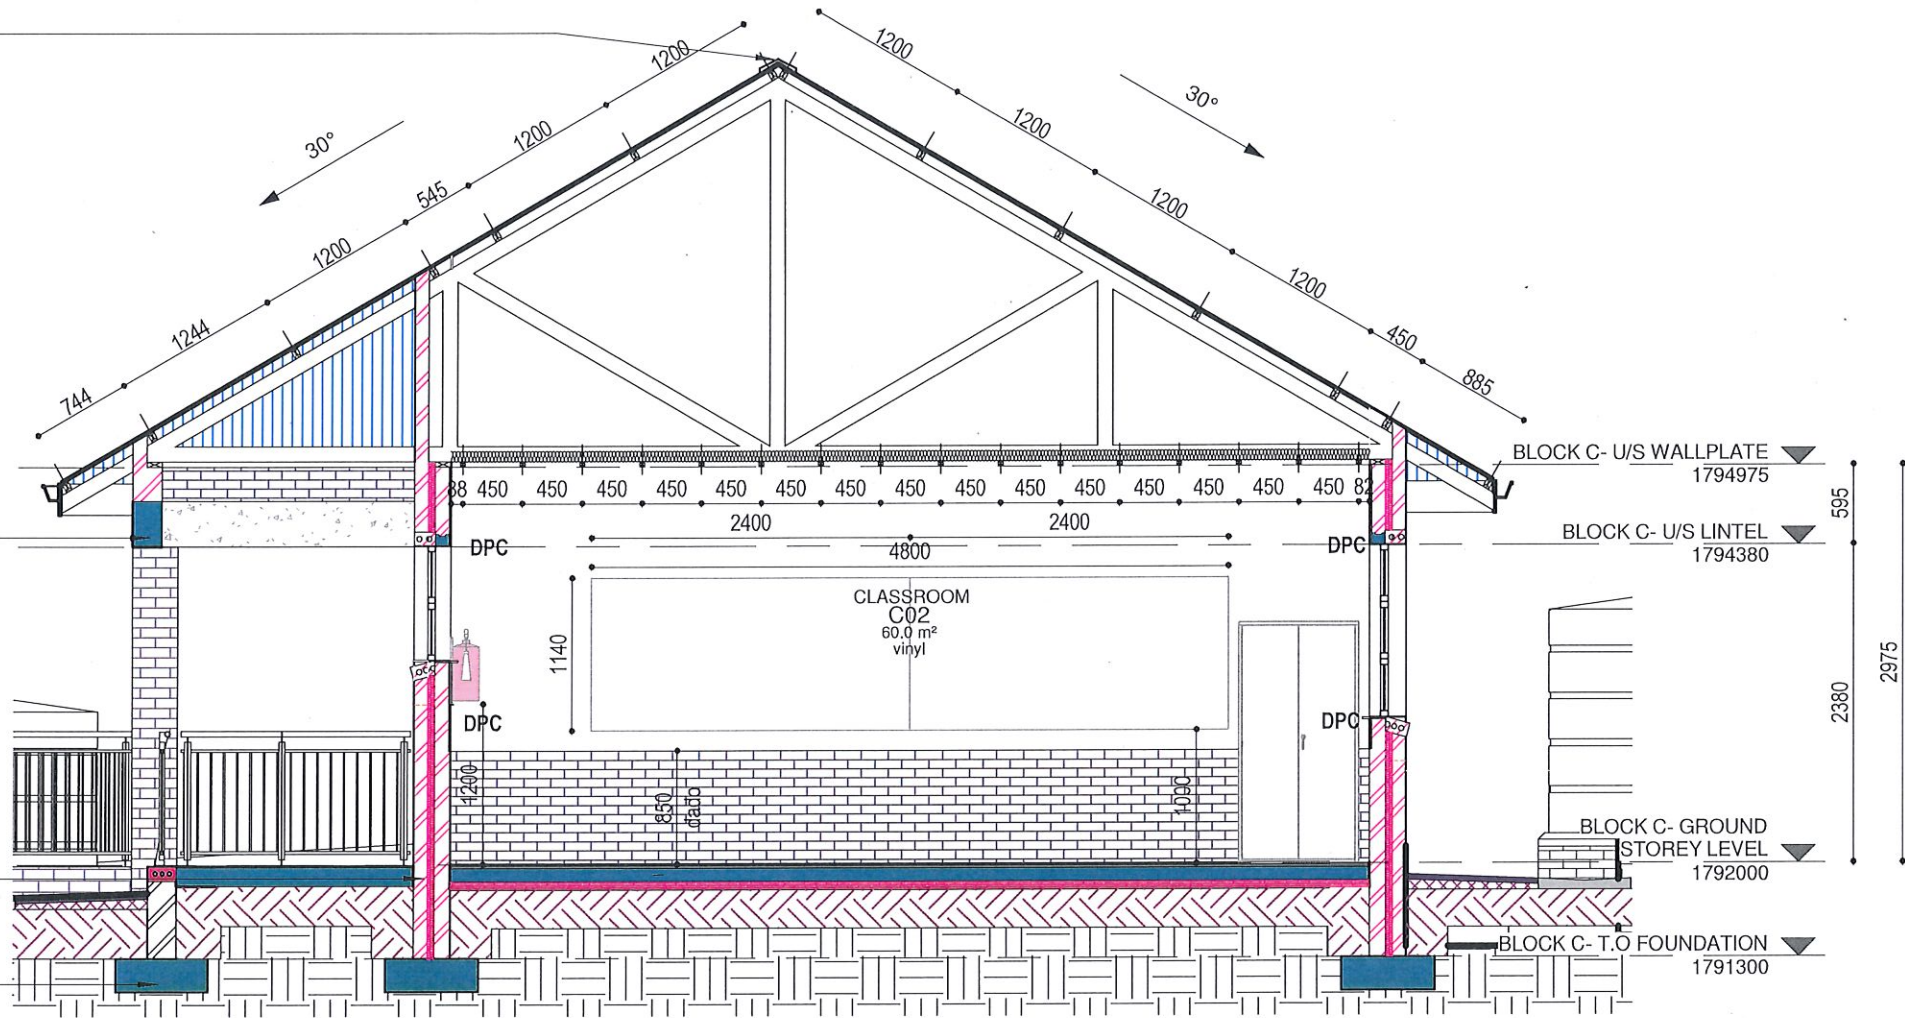 1200
1200
1200
30°
30°
1200
1200
545
1200
1200
1200
1244
450
744
885
BLOCK C- U/S WALLPLATE
1794975
88 450 450 450 450 450 450 450 450 450 450 450 450 450 450 450 82
595
2400 2400
BLOCK C- U/S LINTEL
1794380
DPC
DPC
4800
CLASSROOM
C02
60.0 m²
vinyl
1140
2975
2380
DPC
DPC
1200
850
dado
1090
BLOCK C- GROUND
STOREY LEVEL
1792000
BLOCK C- T.O FOUNDATION
1791300